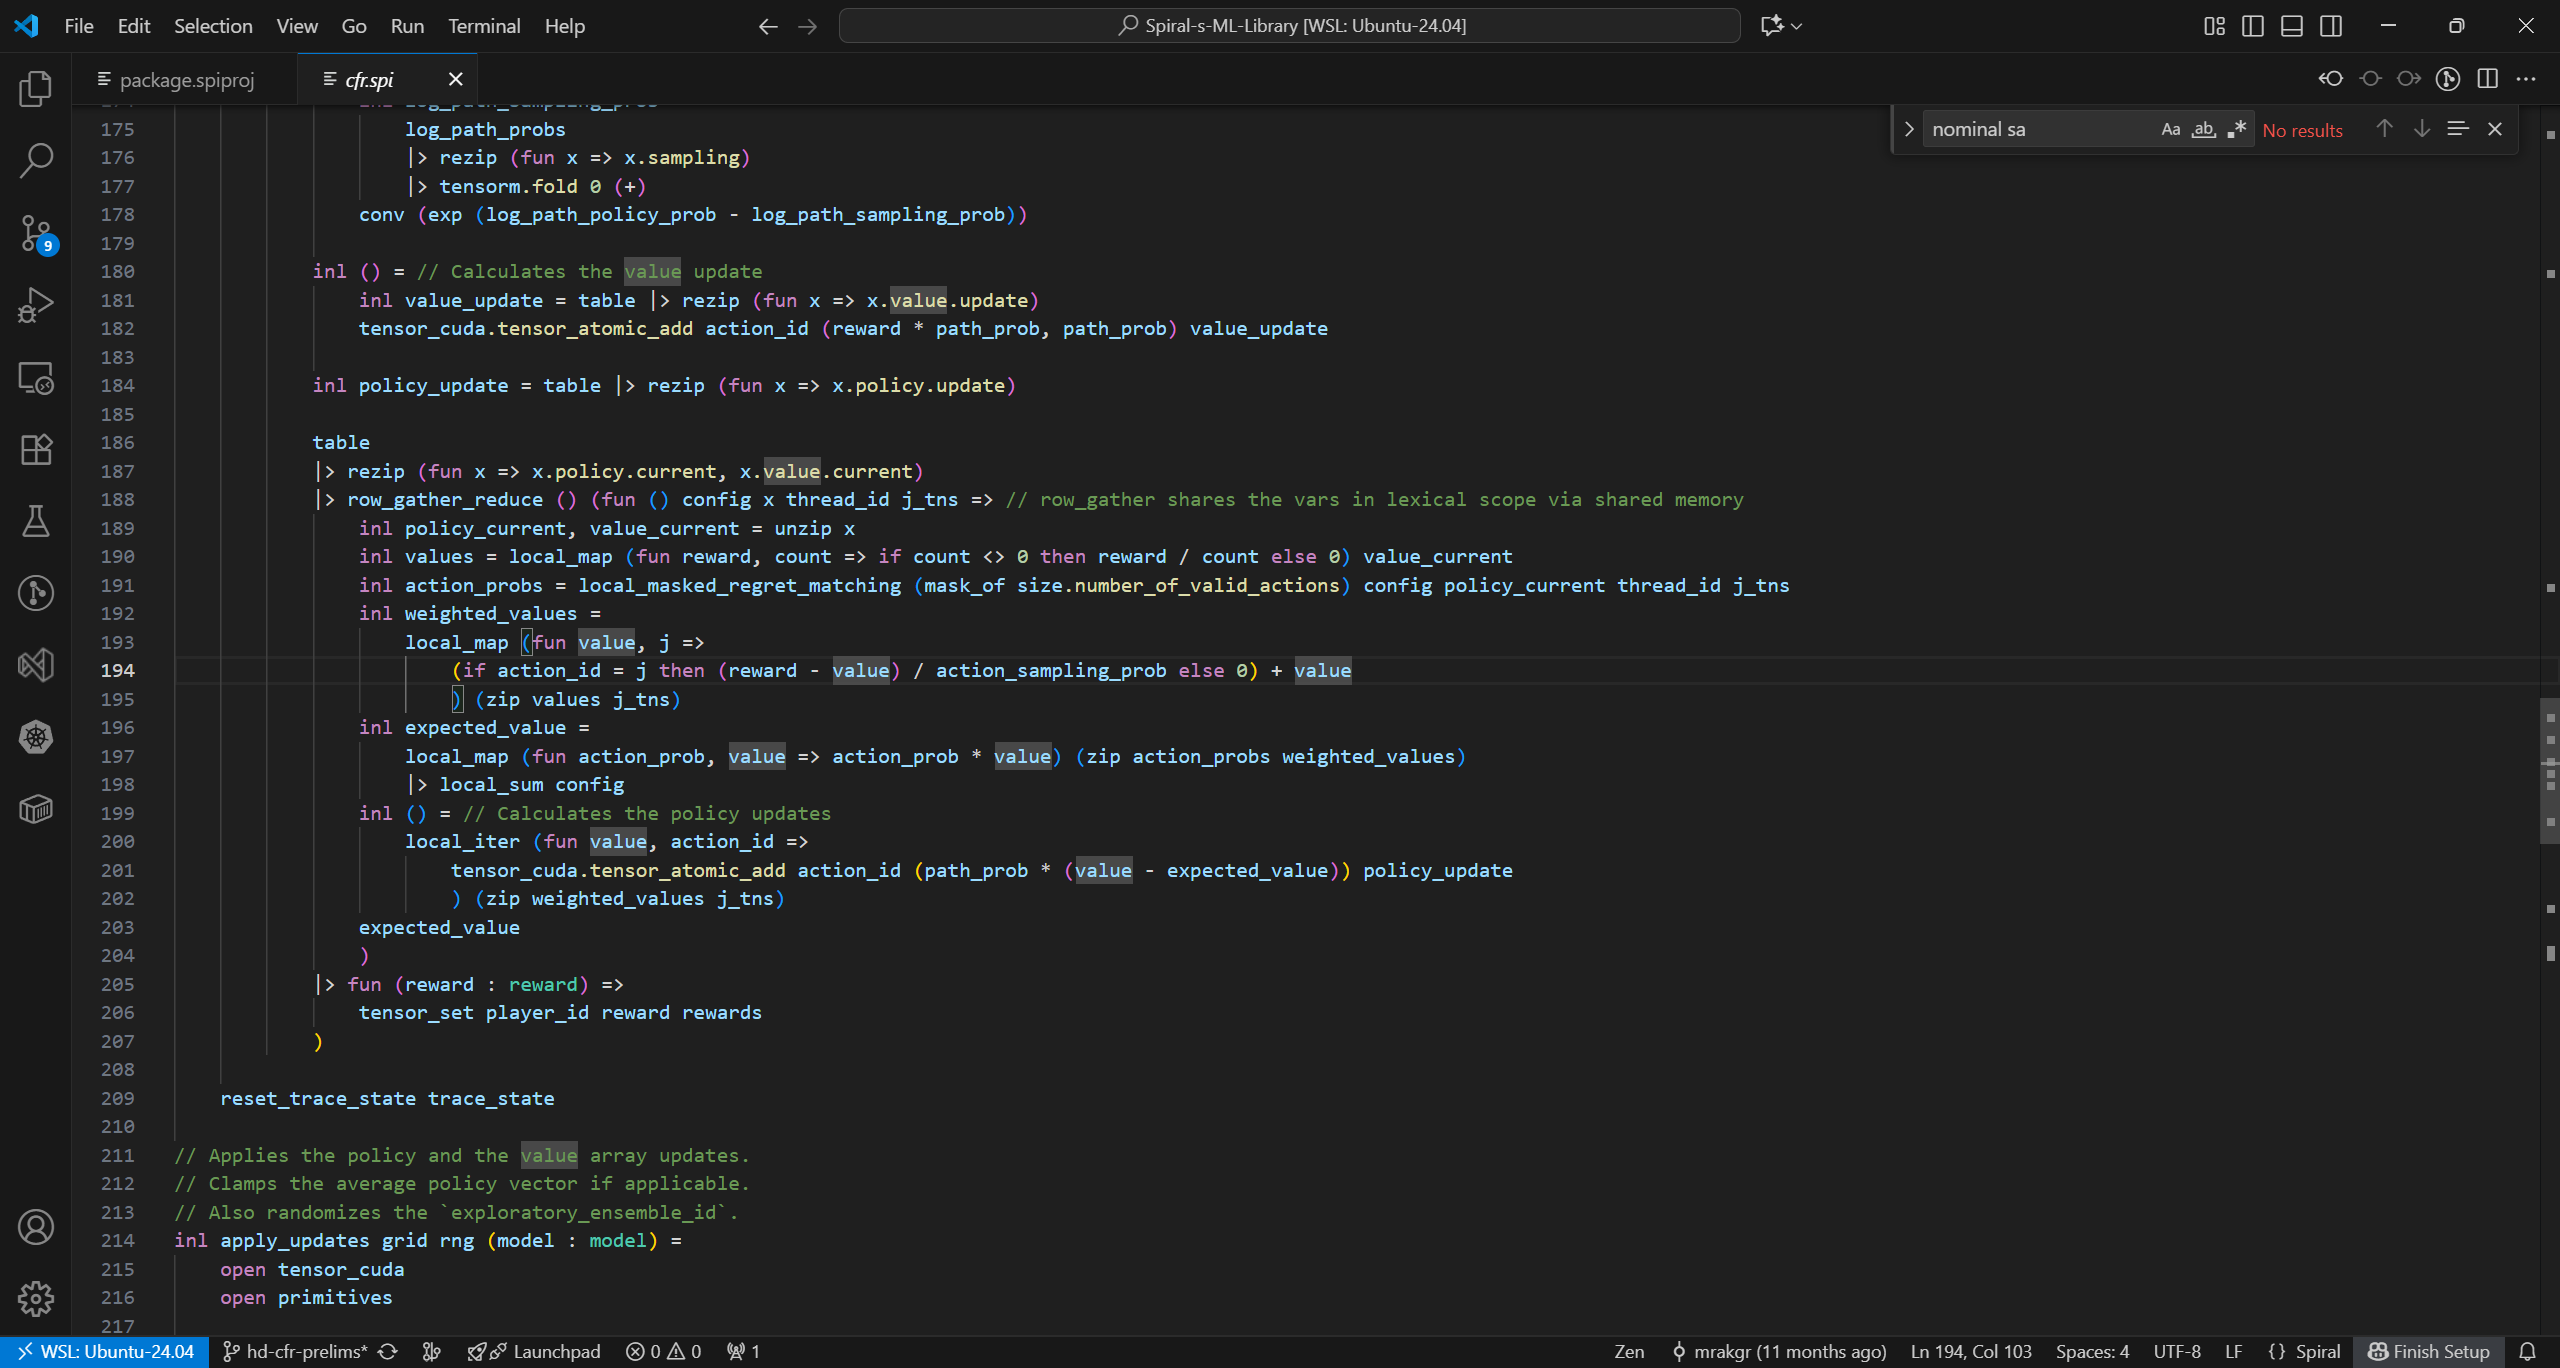 File Edit Selection View Go Run Terminal Help
Spiral-s-ML-Library [WSL: Ubuntu-24.04]
package.spiproj
cfr.spi
nominal sa
Aa ab .* No results
175 log_path_probs
176 |> rezip (fun x => x.sampling)
177 |> tensorm.fold 0 (+)
178 conv (exp (log_path_policy_prob - log_path_sampling_prob))
179
180 inl () = // Calculates the value update
181 inl value_update = table |> rezip (fun x => x.value.update)
182 tensor_cuda.tensor_atomic_add action_id (reward * path_prob, path_prob) value_update
183
184 inl policy_update = table |> rezip (fun x => x.policy.update)
185
186 table
187 |> rezip (fun x => x.policy.current, x.value.current)
188 |> row_gather_reduce () (fun () config x thread_id j_tns => // row_gather shares the vars in lexical scope via shared memory
189 inl policy_current, value_current = unzip x
190 inl values = local_map (fun reward, count => if count <> 0 then reward / count else 0) value_current
191 inl action_probs = local_masked_regret_matching (mask_of size.number_of_valid_actions) config policy_current thread_id j_tns
192 inl weighted_values =
193 local_map (fun value, j =>
194 (if action_id = j then (reward - value) / action_sampling_prob else 0) + value
195 ) (zip values j_tns)
196 inl expected_value =
197 local_map (fun action_prob, value => action_prob * value) (zip action_probs weighted_values)
198 |> local_sum config
199 inl () = // Calculates the policy updates
200 local_iter (fun value, action_id =>
201 tensor_cuda.tensor_atomic_add action_id (path_prob * (value - expected_value)) policy_update
202 ) (zip weighted_values j_tns)
203 expected_value
204 )
205 |> fun (reward : reward) =>
206 tensor_set player_id reward rewards
207 )
208
209 reset_trace_state trace_state
210
211 // Applies the policy and the value array updates.
212 // Clamps the average policy vector if applicable.
213 // Also randomizes the `exploratory_ensemble_id`.
214 inl apply_updates grid rng (model : model) =
215 open tensor_cuda
216 open primitives
217
9
WSL: Ubuntu-24.04 hd-cfr-prelims* Launchpad 0 0 1 Zen mrakgr (11 months ago) Ln 194, Col 103 Spaces: 4 UTF-8 LF {} Spiral Finish Setup